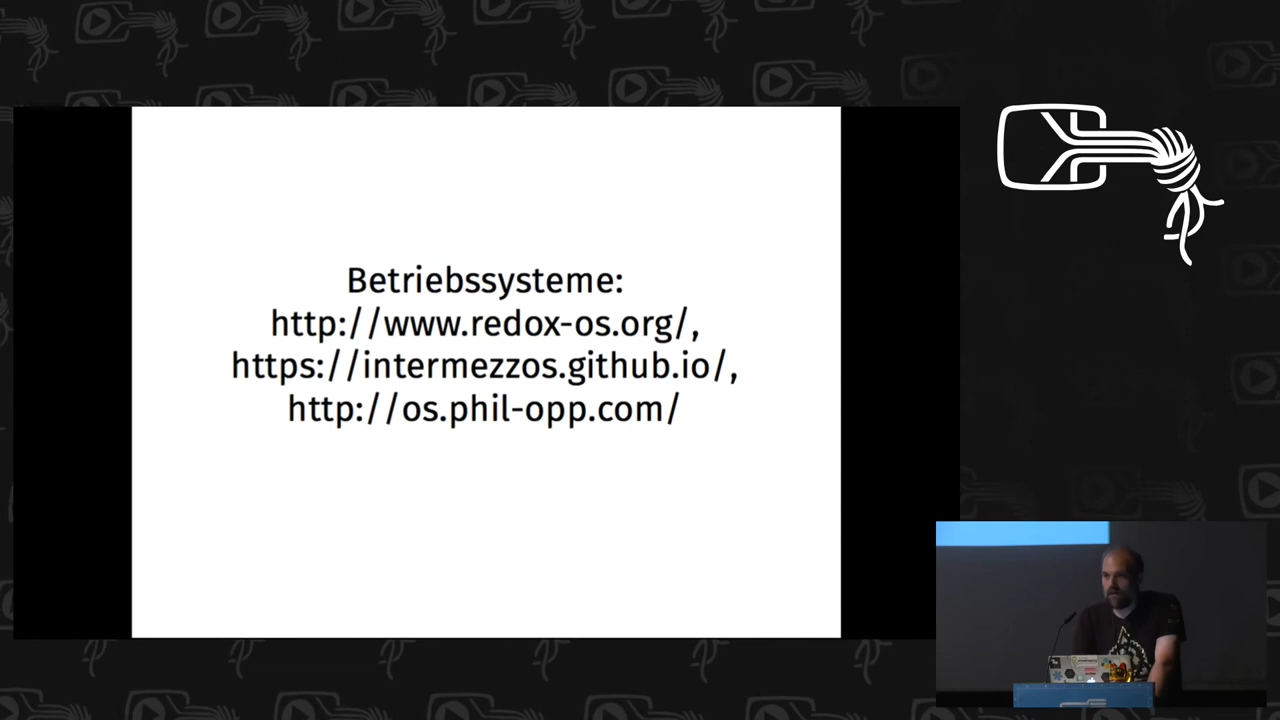 Betriebssysteme:
http://www.redox-os.org/,
https://intermezzos.github.io/,
http://os.phil-opp.com/